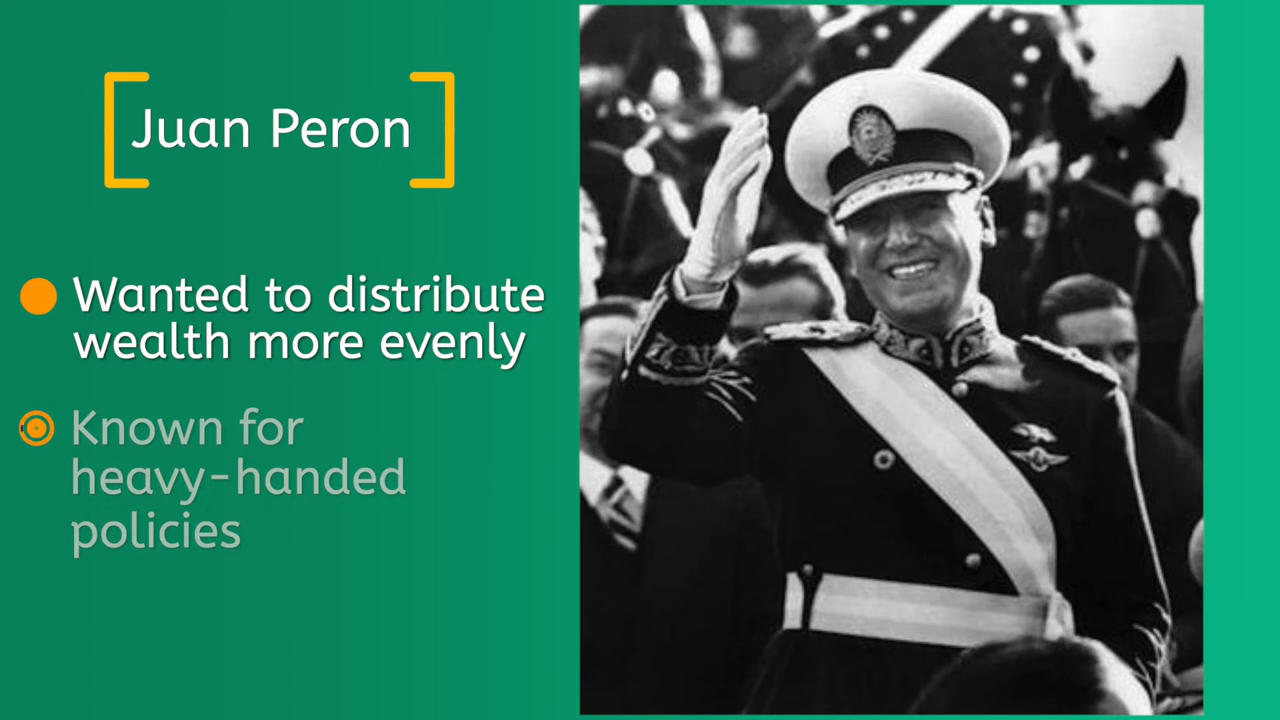 Juan Peron
Wanted to distribute
wealth more evenly
Known for
heavy-handed
policies